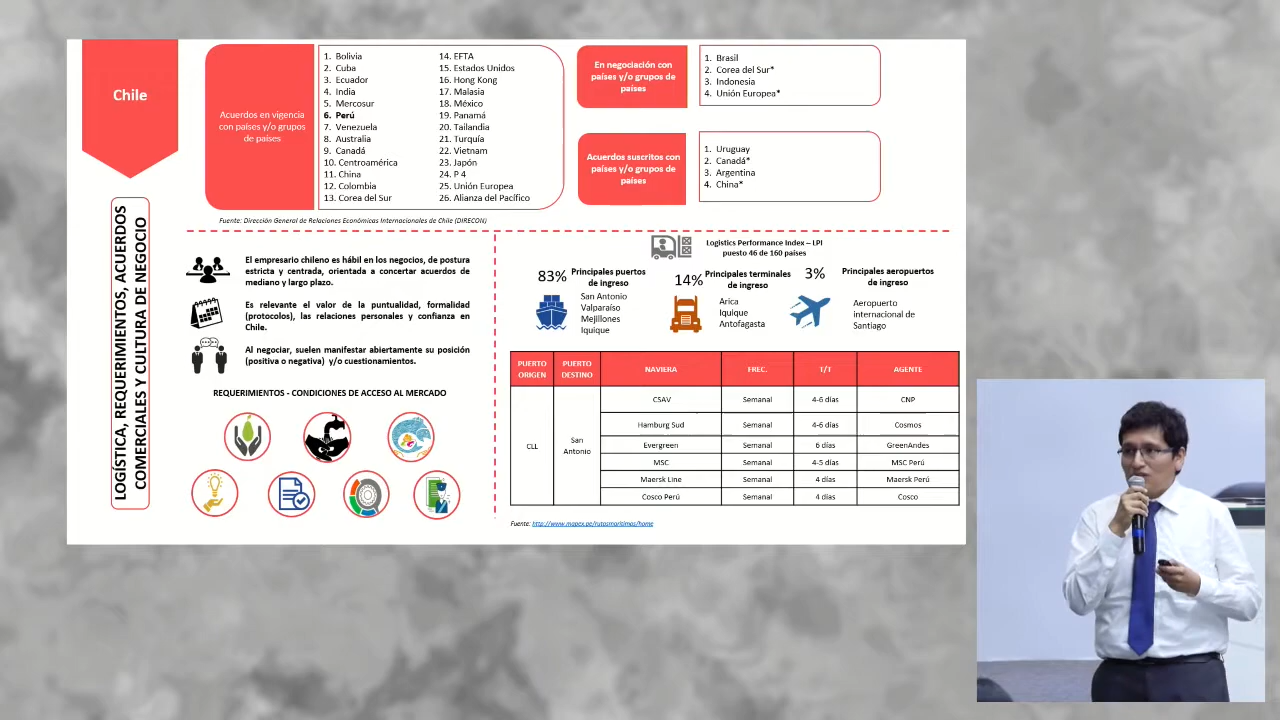 Chile
LOGÍSTICA, REQUERIMIENTOS, ACUERDOS
COMERCIALES Y CULTURA DE NEGOCIO
Acuerdos en vigencia
con países y/o grupos
de países
1. Bolivia
2. Cuba
3. Ecuador
4. India
5. Mercosur
6. Perú
7. Venezuela
8. Australia
9. Canadá
10. Centroamérica
11. China
12. Colombia
13. Corea del Sur
14. EFTA
15. Estados Unidos
16. Hong Kong
17. Malasia
18. México
19. Panamá
20. Tailandia
21. Turquía
22. Vietnam
23. Japón
24. P 4
25. Unión Europea
26. Alianza del Pacífico
En negociación con
países y/o grupos de
países
1. Brasil
2. Corea del Sur*
3. Indonesia
4. Unión Europea*
Acuerdos suscritos con
países y/o grupos de
países
1. Uruguay
2. Canadá*
3. Argentina
4. China*
Fuente: Dirección General de Relaciones Económicas Internacionales de Chile (DIRECON)
El empresario chileno es hábil en los negocios, de postura
estricta y centrada, orientada a concertar acuerdos de
mediano y largo plazo.
Es relevante el valor de la puntualidad, formalidad
(protocolos), las relaciones personales y confianza en
Chile.
Al negociar, suelen manifestar abiertamente su posición
(positiva o negativa) y/o cuestionamientos.
REQUERIMIENTOS - CONDICIONES DE ACCESO AL MERCADO
Logistics Performance Index – LPI
puesto 46 de 160 países
83% Principales puertos
de ingreso
San Antonio
Valparaíso
Mejillones
Iquique
14% Principales terminales
de ingreso
Arica
Iquique
Antofagasta
3% Principales aeropuertos
de ingreso
Aeropuerto
internacional de
Santiago
PUERTO ORIGEN PUERTO DESTINO NAVIERA FREC. T/T AGENTE
CLL San Antonio
CSAV Semanal 4-6 días CNP
Hamburg Sud Semanal 4-6 días Cosmos
Evergreen Semanal 6 días GreenAndes
MSC Semanal 4-5 días MSC Perú
Maersk Line Semanal 4 días Maersk Perú
Cosco Perú Semanal 4 días Cosco
Fuente: http://www.mapex.pe/rutasmaritimas/home